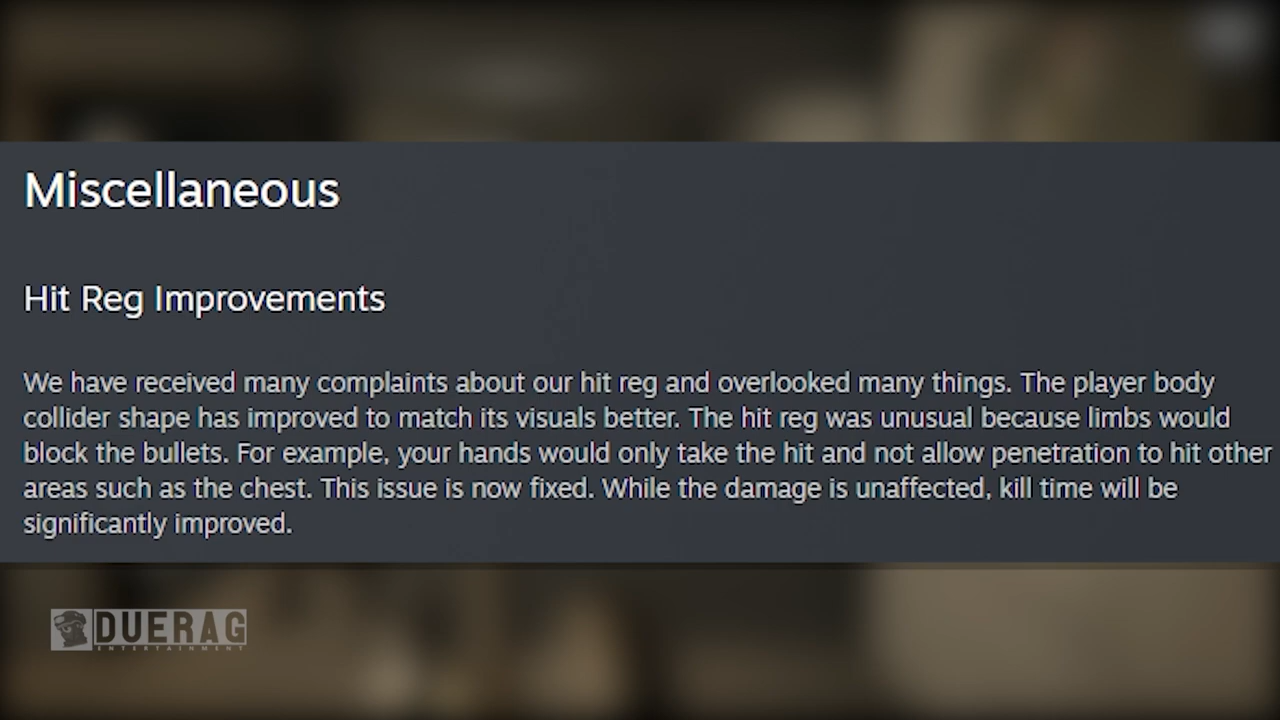 Miscellaneous
Hit Reg Improvements
We have received many complaints about our hit reg and overlooked many things. The player body
collider shape has improved to match its visuals better. The hit reg was unusual because limbs would
block the bullets. For example, your hands would only take the hit and not allow penetration to hit other
areas such as the chest. This issue is now fixed. While the damage is unaffected, kill time will be
significantly improved.
DUERAG
ENTERTAINMENT